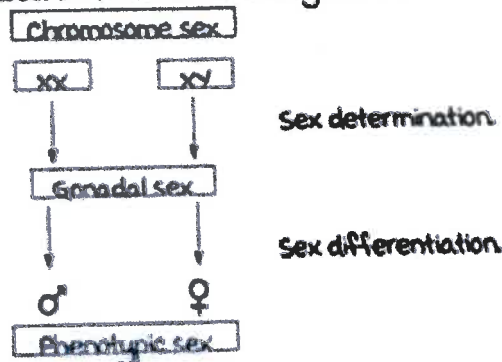 Chromosome sex
XX XY
Sex determination
Gonadal sex
Sex differentiation
♂ ♀
Phenotypic sex